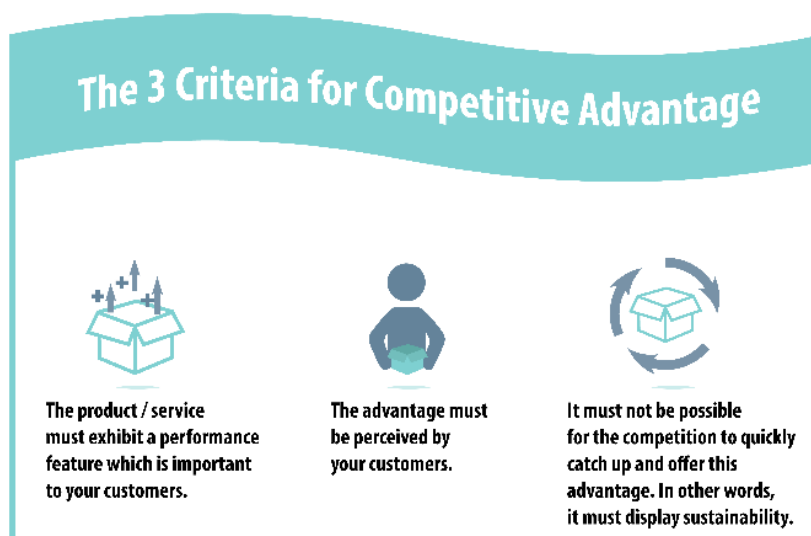 The 3 Criteria for Competitive Advantage
The product / service
must exhibit a performance
feature which is important
to your customers.
The advantage must
be perceived by
your customers.
It must not be possible
for the competition to quickly
catch up and offer this
advantage. In other words,
it must display sustainability.